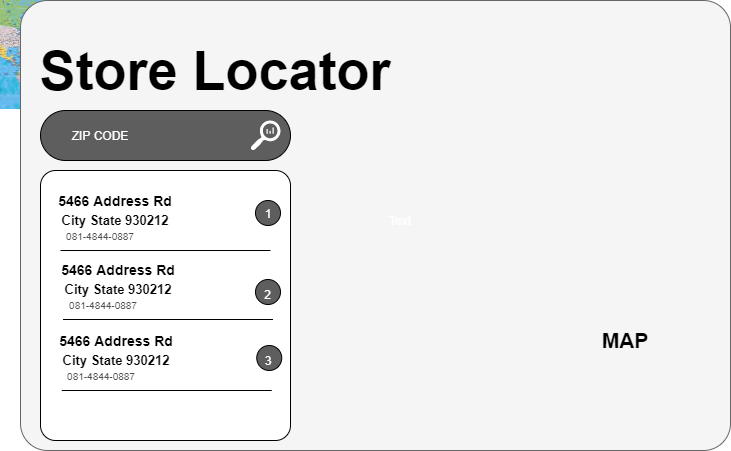 Store Locator
ZIP CODE
5466 Address Rd
City State 930212
081-4844-0887
1
5466 Address Rd
City State 930212
081-4844-0887
2
5466 Address Rd
City State 930212
081-4844-0887
3
Text
MAP